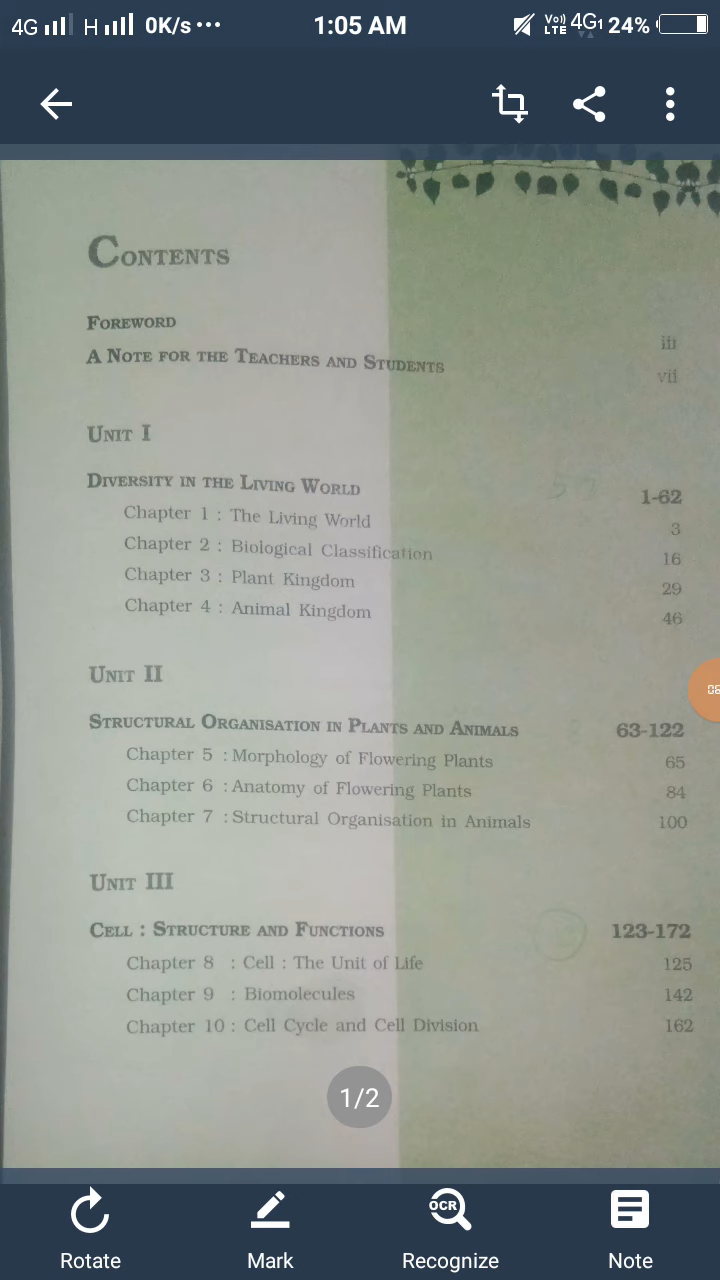 4G H 0K/s... 1:05 AM Vo) LTE 4G1 24%
CONTENTS
FOREWORD iii
A NOTE FOR THE TEACHERS AND STUDENTS vii
UNIT I
DIVERSITY IN THE LIVING WORLD 1-62
Chapter 1 : The Living World 3
Chapter 2 : Biological Classification 16
Chapter 3 : Plant Kingdom 29
Chapter 4 : Animal Kingdom 46
UNIT II
STRUCTURAL ORGANISATION IN PLANTS AND ANIMALS 63-122
Chapter 5 : Morphology of Flowering Plants 65
Chapter 6 : Anatomy of Flowering Plants 84
Chapter 7 : Structural Organisation in Animals 100
UNIT III
CELL : STRUCTURE AND FUNCTIONS 123-172
Chapter 8 : Cell : The Unit of Life 125
Chapter 9 : Biomolecules 142
Chapter 10 : Cell Cycle and Cell Division 162
1/2
OCR
Rotate Mark Recognize Note